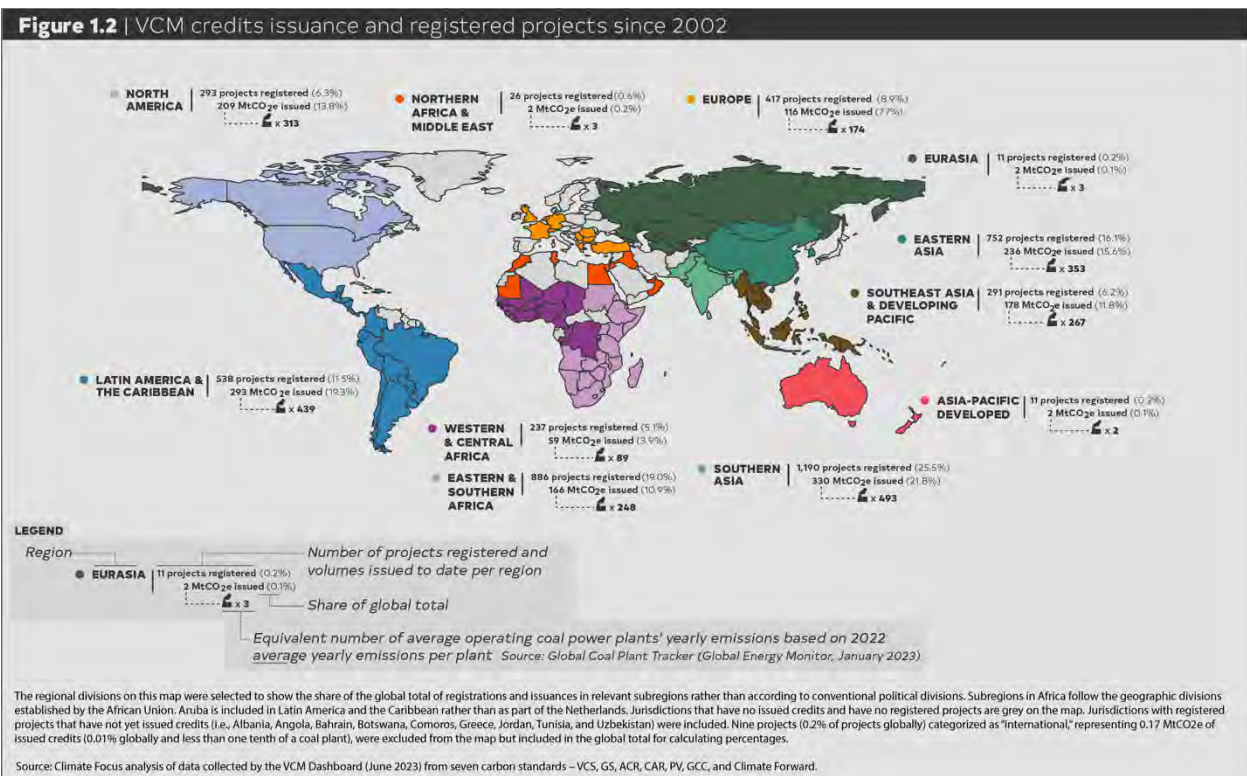 Figure 1.2 | VCM credits issuance and registered projects since 2002
NORTH AMERICA
293 projects registered (6.3%)
209 MtCO2e issued (13.8%)
x 313
NORTHERN AFRICA & MIDDLE EAST
26 projects registered (0.6%)
2 MtCO2e issued (0.2%)
x 3
EUROPE
417 projects registered (8.9%)
116 MtCO2e issued (7.7%)
x 174
EURASIA
11 projects registered (0.2%)
2 MtCO2e issued (0.1%)
x 3
EASTERN ASIA
752 projects registered (16.1%)
236 MtCO2e issued (15.6%)
x 353
SOUTHEAST ASIA & DEVELOPING PACIFIC
291 projects registered (6.2%)
178 MtCO2e issued (11.8%)
x 267
LATIN AMERICA & THE CARIBBEAN
538 projects registered (11.5%)
293 MtCO2e issued (19.3%)
x 439
ASIA-PACIFIC DEVELOPED
11 projects registered (0.2%)
2 MtCO2e issued (0.1%)
x 2
WESTERN & CENTRAL AFRICA
237 projects registered (5.1%)
59 MtCO2e issued (3.9%)
x 89
EASTERN & SOUTHERN AFRICA
886 projects registered (19.0%)
166 MtCO2e issued (10.9%)
x 248
SOUTHERN ASIA
1,190 projects registered (25.5%)
330 MtCO2e issued (21.8%)
x 493
LEGEND
Region
Number of projects registered and
volumes issued to date per region
EURASIA
11 projects registered (0.2%)
2 MtCO2e issued (0.1%)
x 3
Share of global total
Equivalent number of average operating coal power plants' yearly emissions based on 2022
average yearly emissions per plant Source: Global Coal Plant Tracker (Global Energy Monitor, January 2023)
The regional divisions on this map were selected to show the share of the global total of registrations and issuances in relevant subregions rather than according to conventional political divisions. Subregions in Africa follow the geographic divisions
established by the African Union. Aruba is included in Latin America and the Caribbean rather than as part of the Netherlands. Jurisdictions that have no issued credits and have no registered projects are grey on the map. Jurisdictions with registered
projects that have not yet issued credits (i.e., Albania, Angola, Bahrain, Botswana, Comoros, Greece, Jordan, Tunisia, and Uzbekistan) were included. Nine projects (0.2% of projects globally) categorized as "international," representing 0.17 MtCO2e of
issued credits (0.01% globally and less than one tenth of a coal plant), were excluded from the map but included in the global total for calculating percentages.
Source: Climate Focus analysis of data collected by the VCM Dashboard (June 2023) from seven carbon standards – VCS, GS, ACR, CAR, PV, GCC, and Climate Forward.